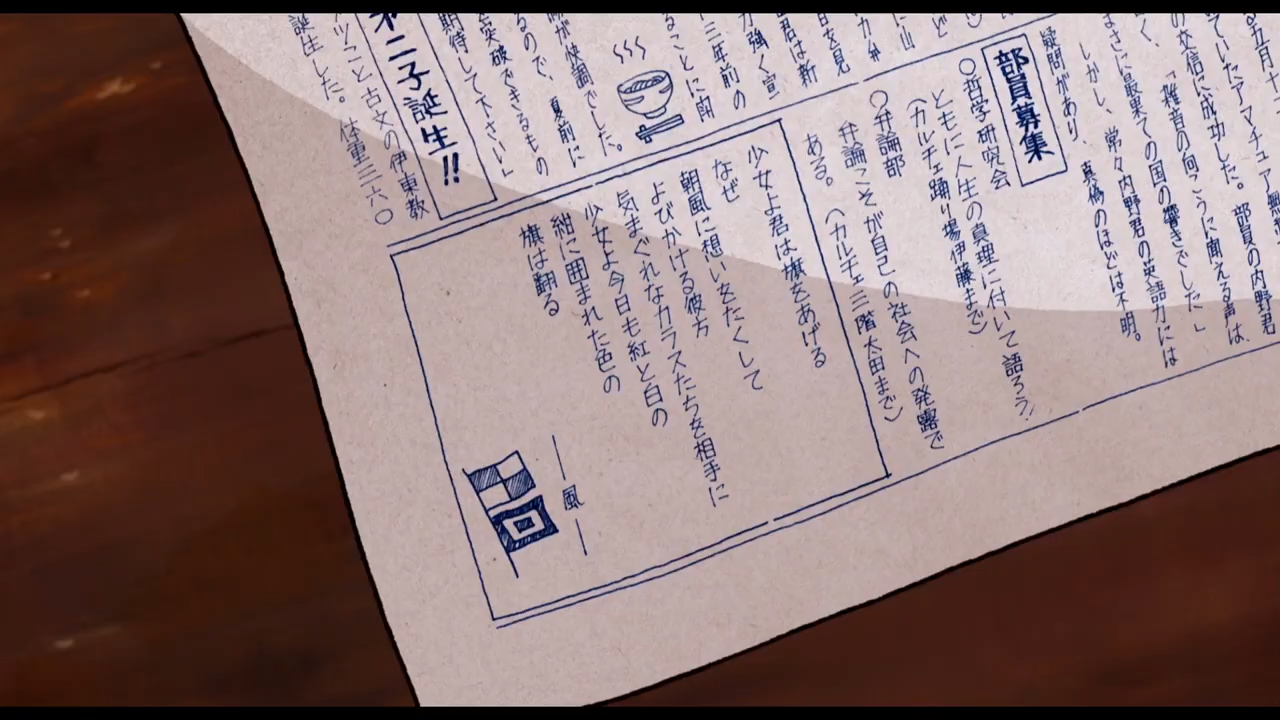 る五月十
めていたアマチュア無
の交信に成功した。部員の内野君
く、「雑音の向こうに聞える声は、
まさに最果ての国の響きでした」
しかし、常々内野君の英語力には
疑問があり、真偽のほどは不明。
部員募集
○哲学研究会
ともに人生の真理に付いて語ろう!
(カルチェ踊り場伊藤まで)
○弁論部
弁論こそが自己の社会への発露で
ある。(カルチェ三階太田まで)
に山
カカ弁
日を見
君は新
力強く宣
三年前の
ることに雨
が快調でした。
るので、夏前に
を突破できるもの
期待して下さい」
不二子誕生!!
ツこと古文の伊東教
誕生した。体重三二六〇
少女よ君は旗をあげる
なぜ
朝風に想いをたくして
よびかける彼方
気まぐれなカラスたちを相手に
少女よ今日も紅と白の
紺に囲まれた色の
旗は翻る
―風―